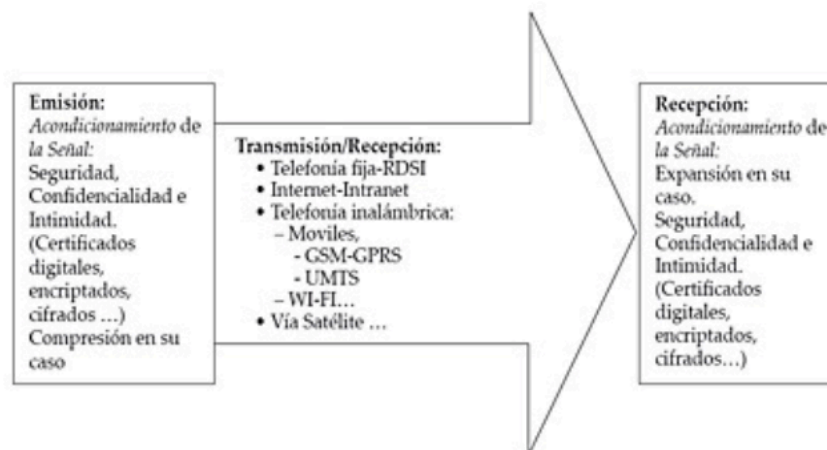 Emisión:
Acondicionamiento de
la Señal:
Seguridad,
Confidencialidad e
Intimidad.
(Certificados
digitales,
encriptados,
cifrados ...)
Compresión en su
caso
Transmisión/Recepción:
• Telefonía fija-RDSI
• Internet-Intranet
• Telefonía inalámbrica:
– Moviles,
- GSM-GPRS
- UMTS
– WI-FI...
• Vía Satélite ...
Recepción:
Acondicionamiento de
la Señal:
Expansión en su
caso.
Seguridad,
Confidencialidad e
Intimidad.
(Certificados
digitales,
encriptados,
cifrados...)